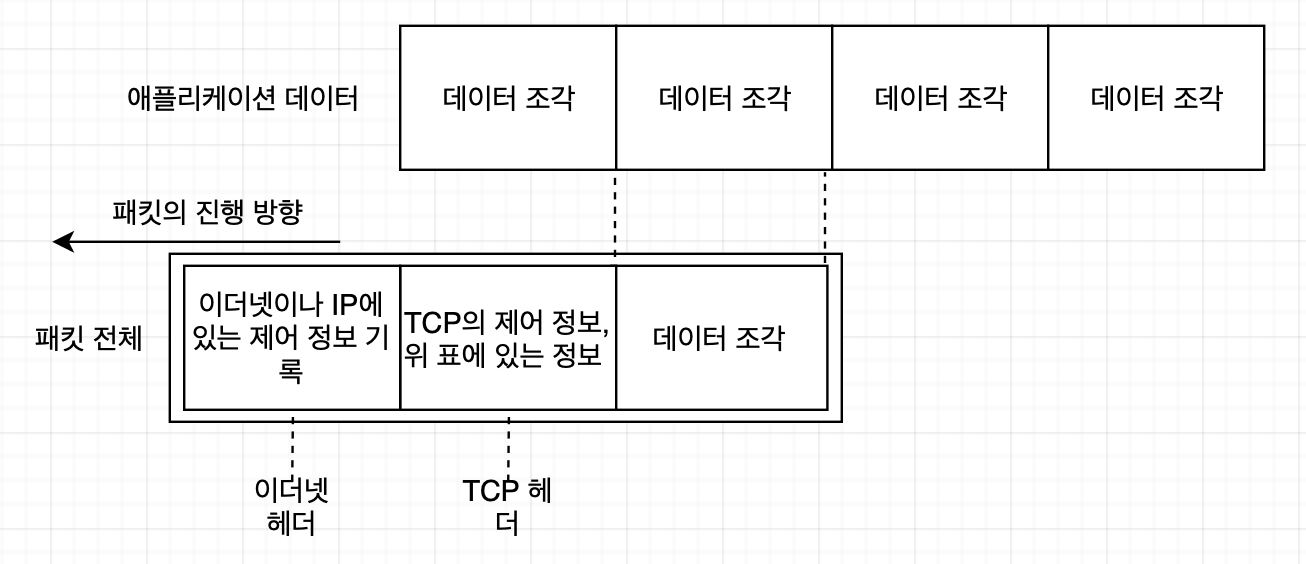 애플리케이션 데이터
데이터 조각
데이터 조각
데이터 조각
데이터 조각
패킷의 진행 방향
패킷 전체
이더넷이나 IP에
있는 제어 정보 기
록
TCP의 제어 정보,
위 표에 있는 정보
데이터 조각
이더넷
헤더
TCP 헤
더